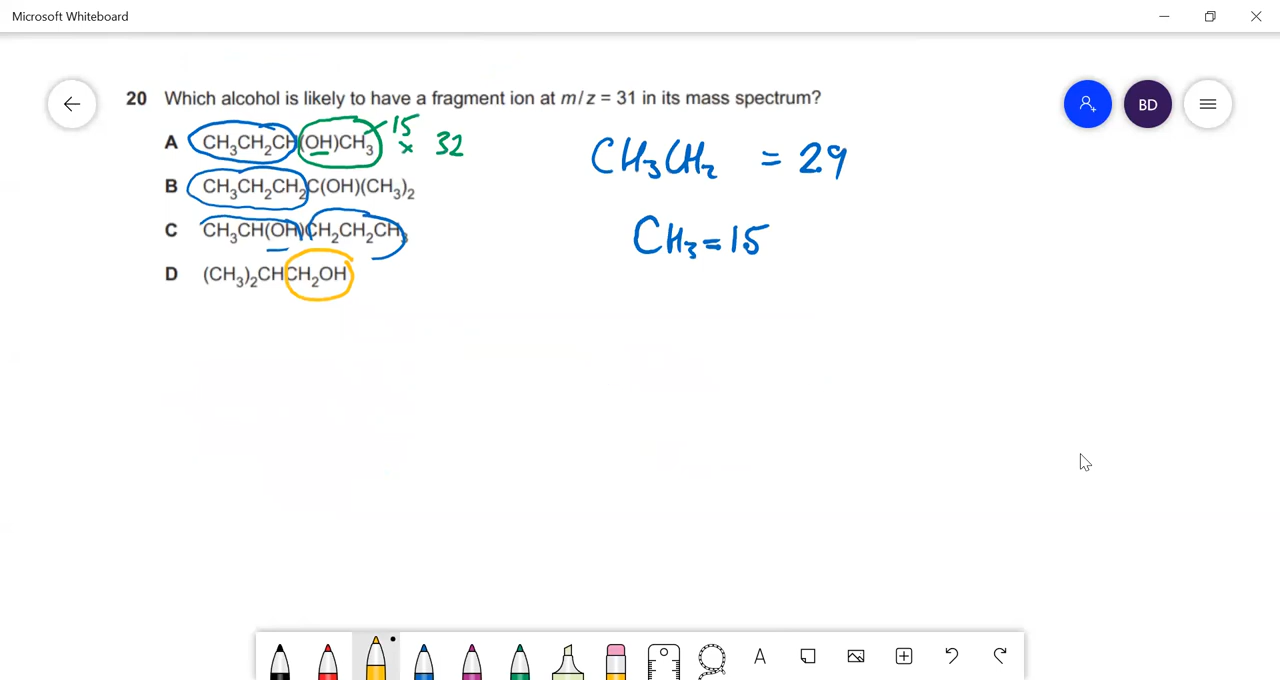 Microsoft Whiteboard
BD
20 Which alcohol is likely to have a fragment ion at m/z = 31 in its mass spectrum?
A CH₃CH₂CH(OH)CH₃ 15 × 32
B CH₃CH₂CH₂C(OH)(CH₃)₂
C CH₃CH(OH)CH₂CH₂CH₃
D (CH₃)₂CHCH₂OH
CH₃CH₂ = 29
CH₃ = 15
A